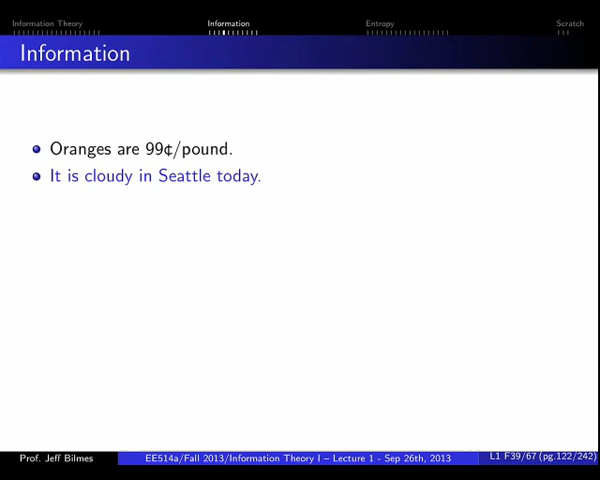 Information Theory Information Entropy Scratch
Information
Oranges are 99¢/pound.
It is cloudy in Seattle today.
Prof. Jeff Bilmes EE514a/Fall 2013/Information Theory I – Lecture 1 - Sep 26th, 2013 L1 F39/67 (pg.122/242)